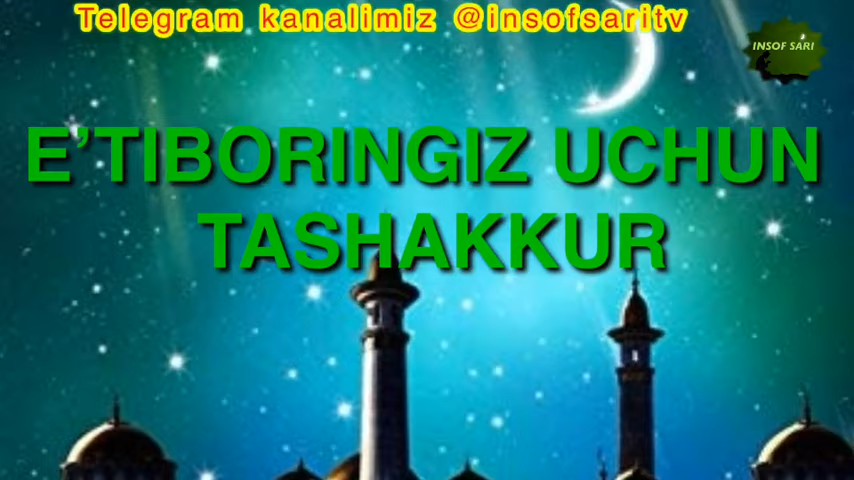 Telegram kanalimiz @insofsaritv
INSOF SARI
E'TIBORINGIZ UCHUN
TASHAKKUR